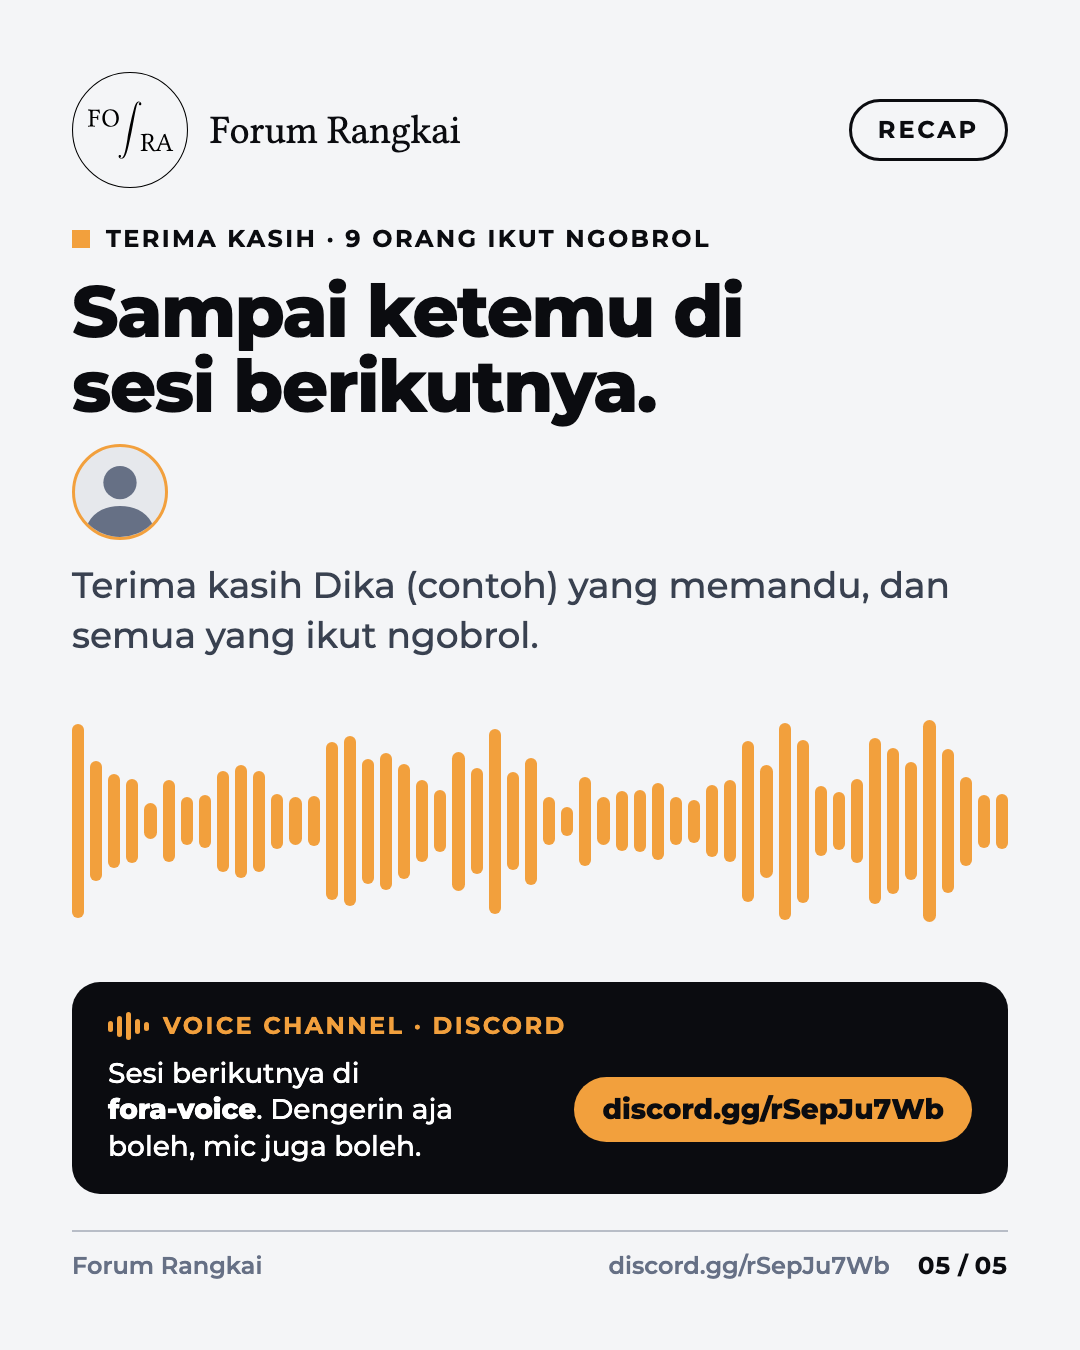 FO
RA
Forum Rangkai
RECAP
TERIMA KASIH · 9 ORANG IKUT NGOBROL
Sampai ketemu di
sesi berikutnya.
Terima kasih Dika (contoh) yang memandu, dan
semua yang ikut ngobrol.
VOICE CHANNEL · DISCORD
Sesi berikutnya di
fora-voice. Dengerin aja
boleh, mic juga boleh.
discord.gg/rSepJu7Wb
Forum Rangkai
discord.gg/rSepJu7Wb
05 / 05